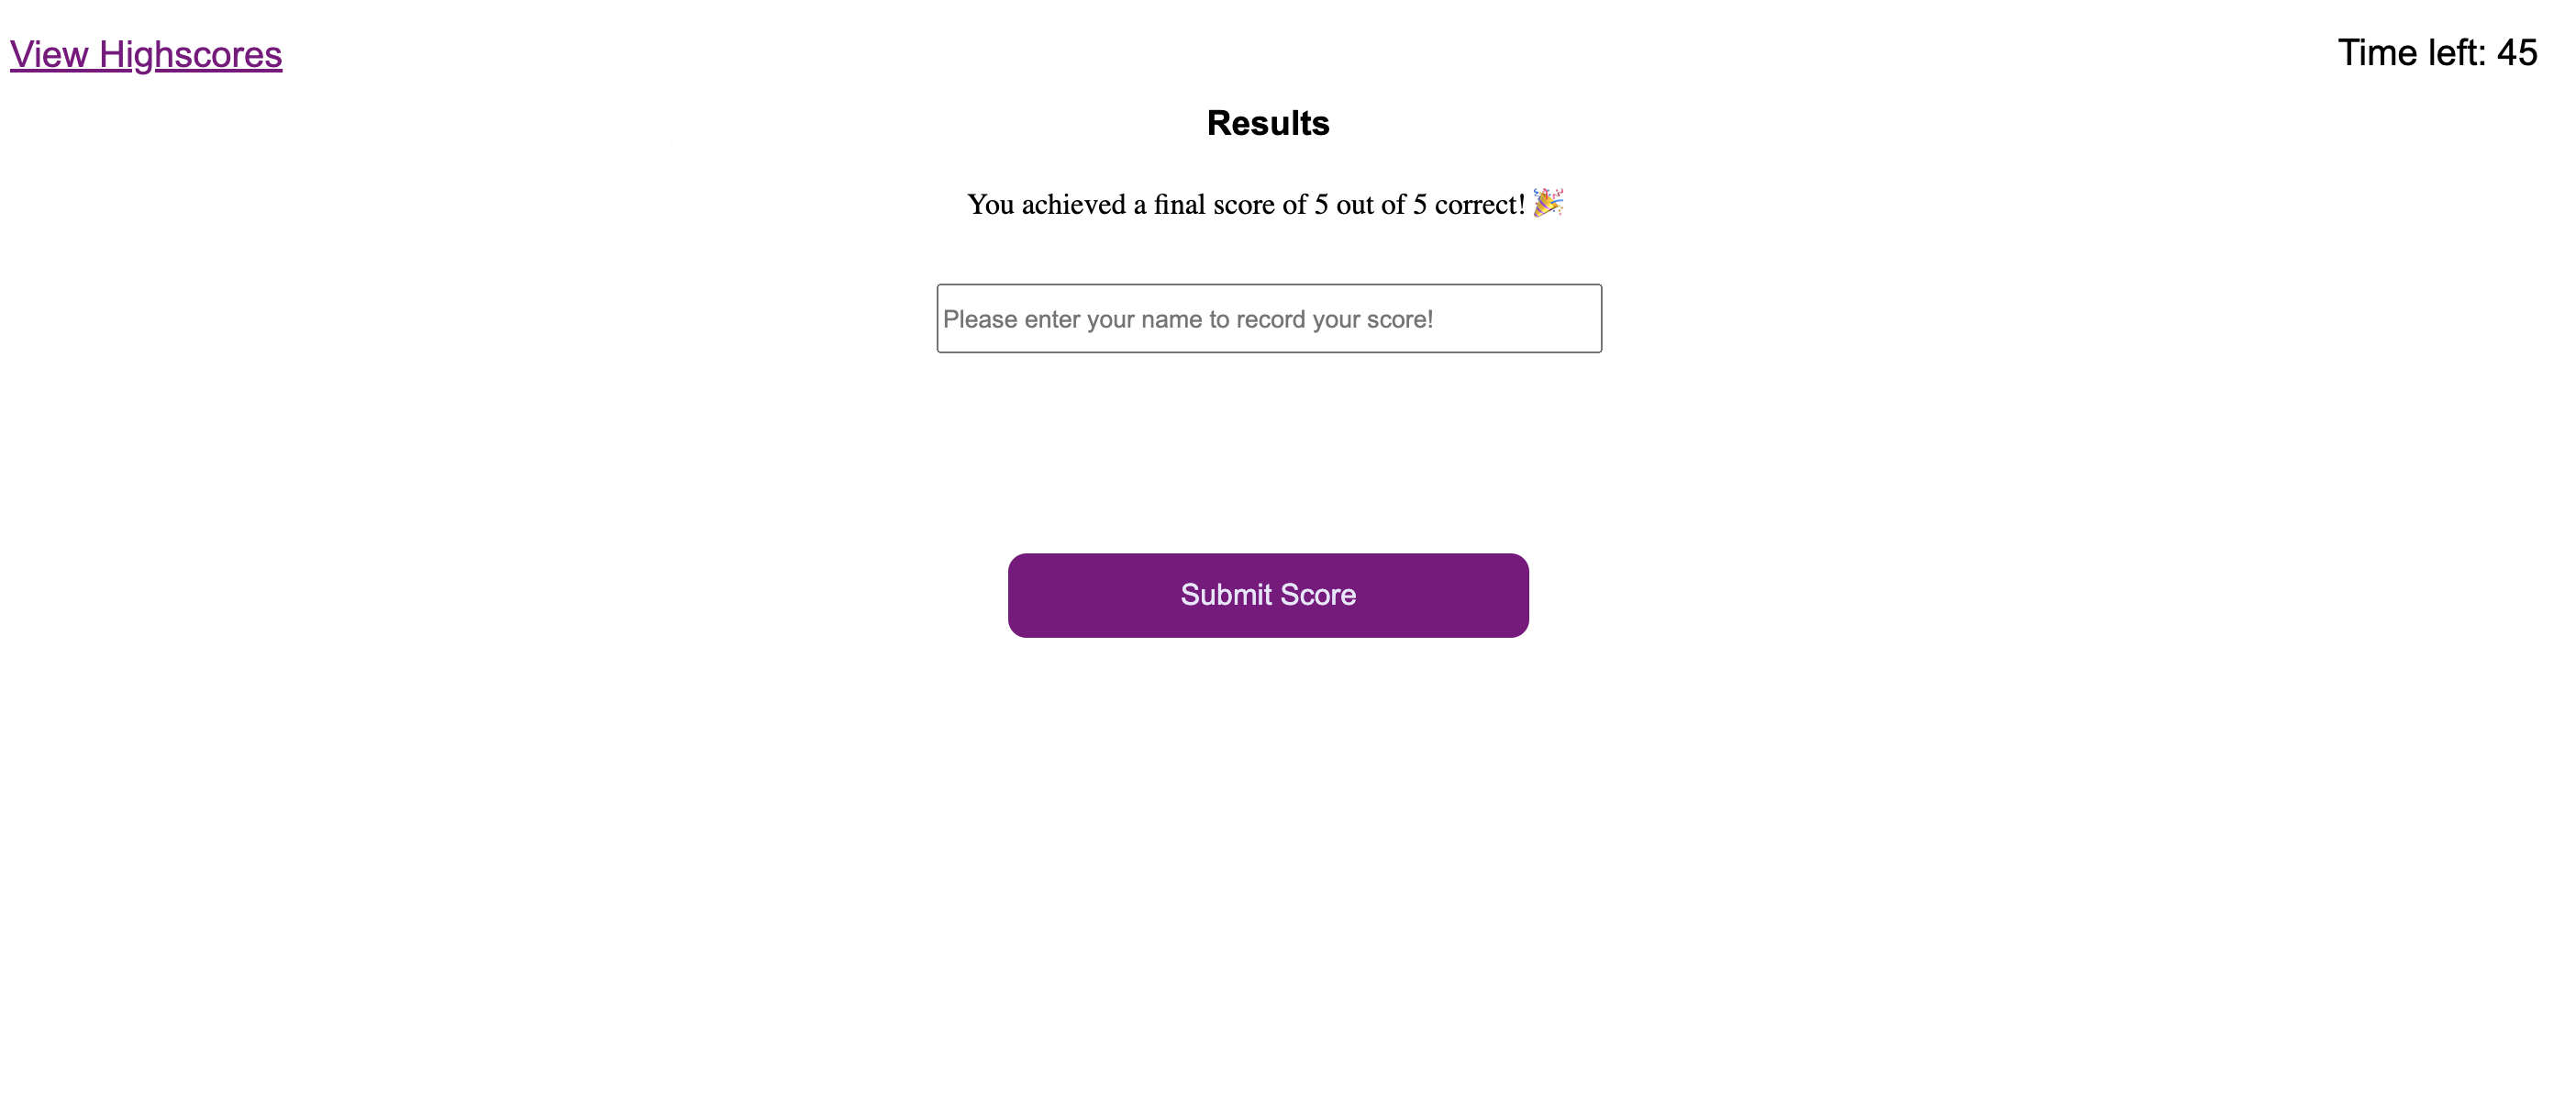 View Highscores
Time left: 45
Results
You achieved a final score of 5 out of 5 correct! 🎉
Please enter your name to record your score!
Submit Score